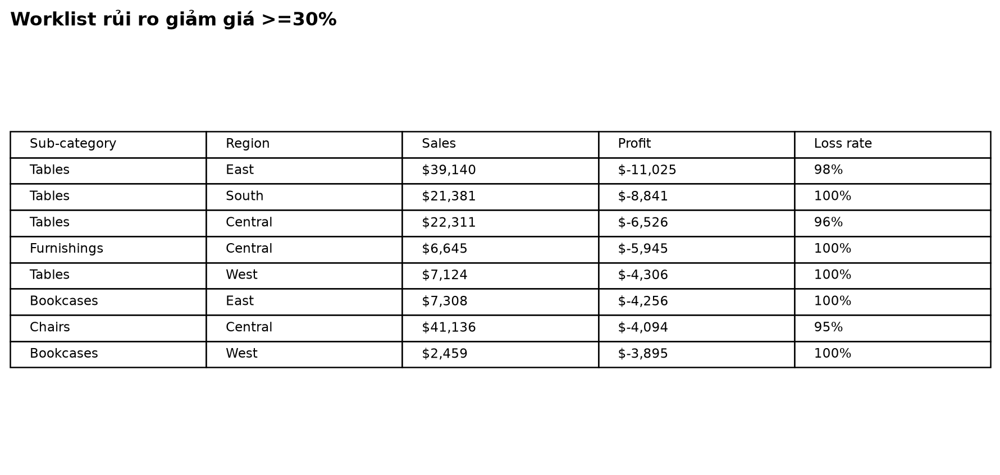 Worklist rủi ro giảm giá >=30%
Sub-category Region Sales Profit Loss rate
Tables East $39,140 $-11,025 98%
Tables South $21,381 $-8,841 100%
Tables Central $22,311 $-6,526 96%
Furnishings Central $6,645 $-5,945 100%
Tables West $7,124 $-4,306 100%
Bookcases East $7,308 $-4,256 100%
Chairs Central $41,136 $-4,094 95%
Bookcases West $2,459 $-3,895 100%